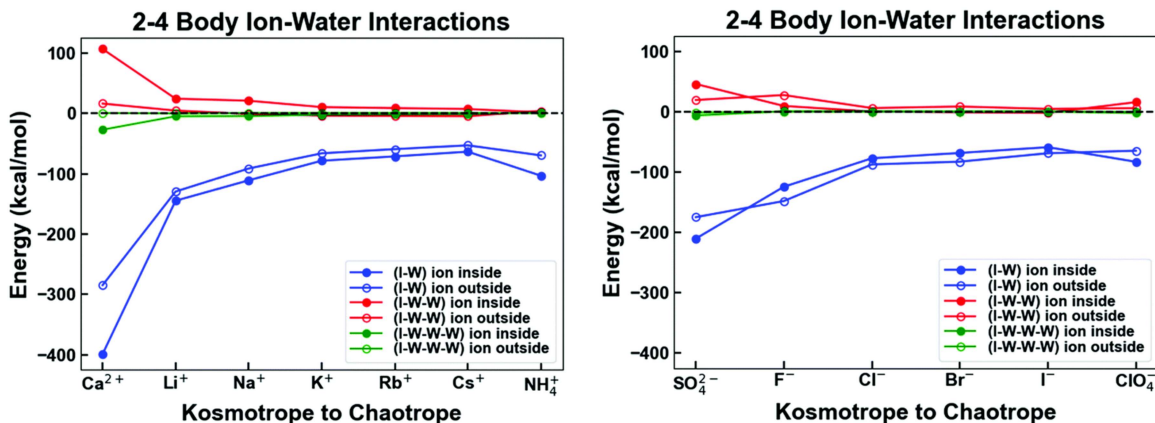 2-4 Body Ion-Water Interactions
Energy (kcal/mol)
100
0
−100
−200
−300
−400
(I-W) ion inside
(I-W) ion outside
(I-W-W) ion inside
(I-W-W) ion outside
(I-W-W-W) ion inside
(I-W-W-W) ion outside
Ca²⁺ Li⁺ Na⁺ K⁺ Rb⁺ Cs⁺ NH₄⁺
Kosmotrope to Chaotrope
2-4 Body Ion-Water Interactions
Energy (kcal/mol)
100
0
−100
−200
−300
−400
(I-W) ion inside
(I-W) ion outside
(I-W-W) ion inside
(I-W-W) ion outside
(I-W-W-W) ion inside
(I-W-W-W) ion outside
SO₄²⁻ F⁻ Cl⁻ Br⁻ I⁻ ClO₄⁻
Kosmotrope to Chaotrope